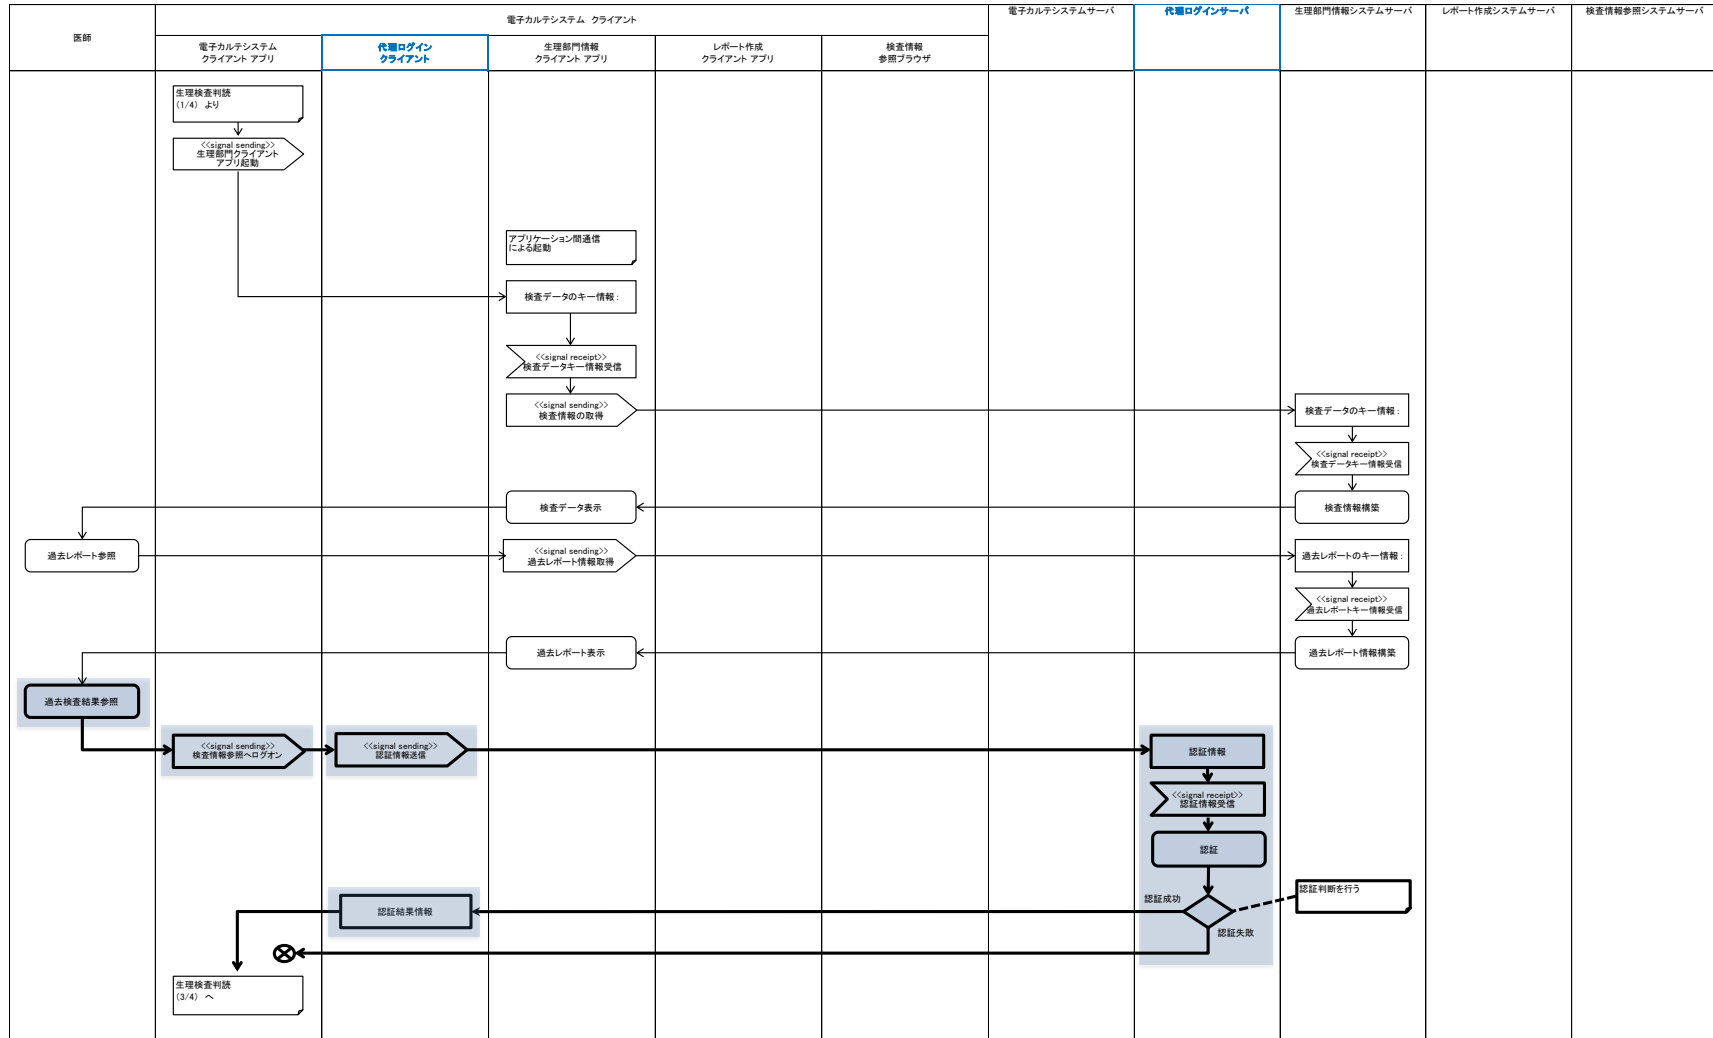 医師
電子カルテシステム クライアント
電子カルテシステムサーバ
代理ログインサーバ
生理部門情報システムサーバ
レポート作成システムサーバ
検査情報参照システムサーバ
電子カルテシステム
クライアント アプリ
代理ログイン
クライアント
生理部門情報
クライアント アプリ
レポート作成
クライアント アプリ
検査情報
参照ブラウザ
生理検査判読
(1/4) より
<<signal sending>>
生理部門クライアント
アプリ起動
アプリケーション間通信
による起動
検査データのキー情報:
<<signal receipt>>
検査データキー情報受信
<<signal sending>>
検査情報の取得
検査データのキー情報:
<<signal receipt>>
検査データキー情報受信
検査データ表示
検査情報構築
過去レポート参照
<<signal sending>>
過去レポート情報取得
過去レポートのキー情報:
<<signal receipt>>
過去レポートキー情報受信
過去レポート表示
過去レポート情報構築
過去検査結果参照
<<signal sending>>
検査情報参照へログオン
<<signal sending>>
認証情報送信
認証情報
<<signal receipt>>
認証情報受信
認証
認証判断を行う
認証成功
認証結果情報
認証失敗
生理検査判読
(3/4) へ